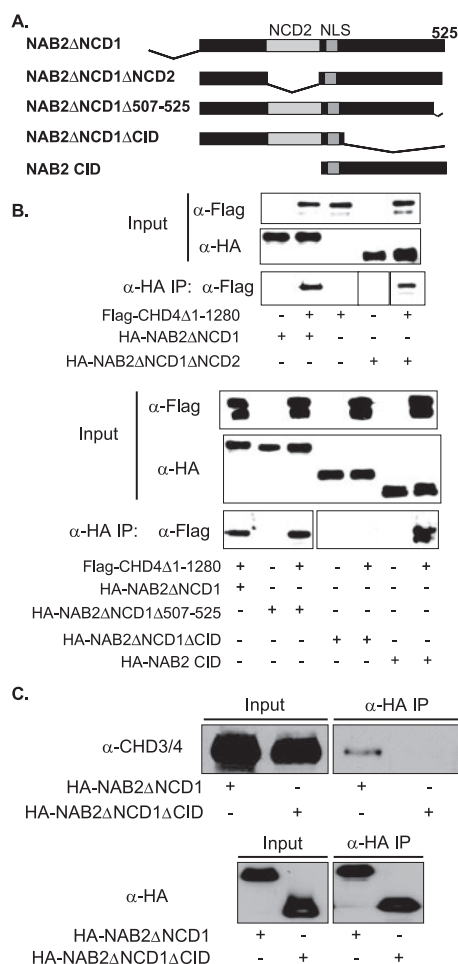 A.
NCD2 NLS 525
NAB2ΔNCD1
NAB2ΔNCD1ΔNCD2
NAB2ΔNCD1Δ507-525
NAB2ΔNCD1ΔCID
NAB2 CID
B.
Input
α-Flag
α-HA
α-HA IP: α-Flag
Flag-CHD4Δ1-1280 - + + - +
HA-NAB2ΔNCD1 + + - - -
HA-NAB2ΔNCD1ΔNCD2 - - - + +
Input
α-Flag
α-HA
α-HA IP: α-Flag
Flag-CHD4Δ1-1280 + - + - + - +
HA-NAB2ΔNCD1 + - - - - - -
HA-NAB2ΔNCD1Δ507-525 - + + - - - -
HA-NAB2ΔNCD1ΔCID - - - + + - -
HA-NAB2 CID - - - - - + +
C.
Input α-HA IP
α-CHD3/4
HA-NAB2ΔNCD1 + - + -
HA-NAB2ΔNCD1ΔCID - + - +
Input α-HA IP
α-HA
HA-NAB2ΔNCD1 + - + -
HA-NAB2ΔNCD1ΔCID - + - +